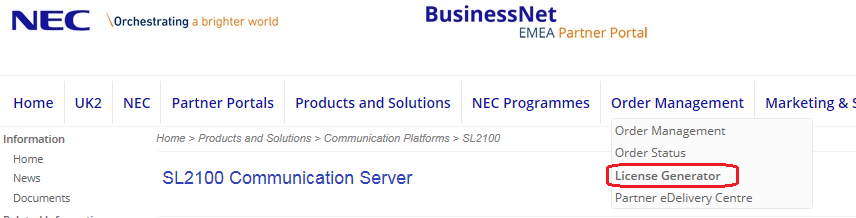 NEC
Orchestrating a brighter world
BusinessNet
EMEA Partner Portal
Home UK2 NEC Partner Portals Products and Solutions NEC Programmes Order Management Marketing & S
Order Management
Order Status
License Generator
Partner eDelivery Centre
Information
Home
News
Documents
Home > Products and Solutions > Communication Platforms > SL2100
SL2100 Communication Server